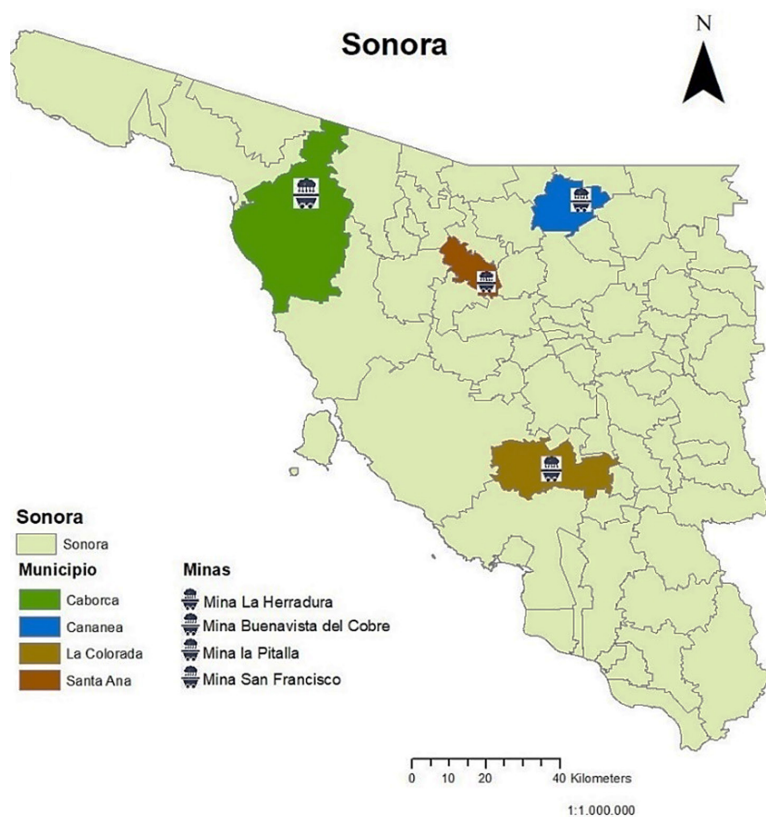 Sonora
N
Sonora
Sonora
Municipio
Caborca
Cananea
La Colorada
Santa Ana
Minas
Mina La Herradura
Mina Buenavista del Cobre
Mina la Pitalla
Mina San Francisco
0 10 20 40 Kilometers
1:1.000.000